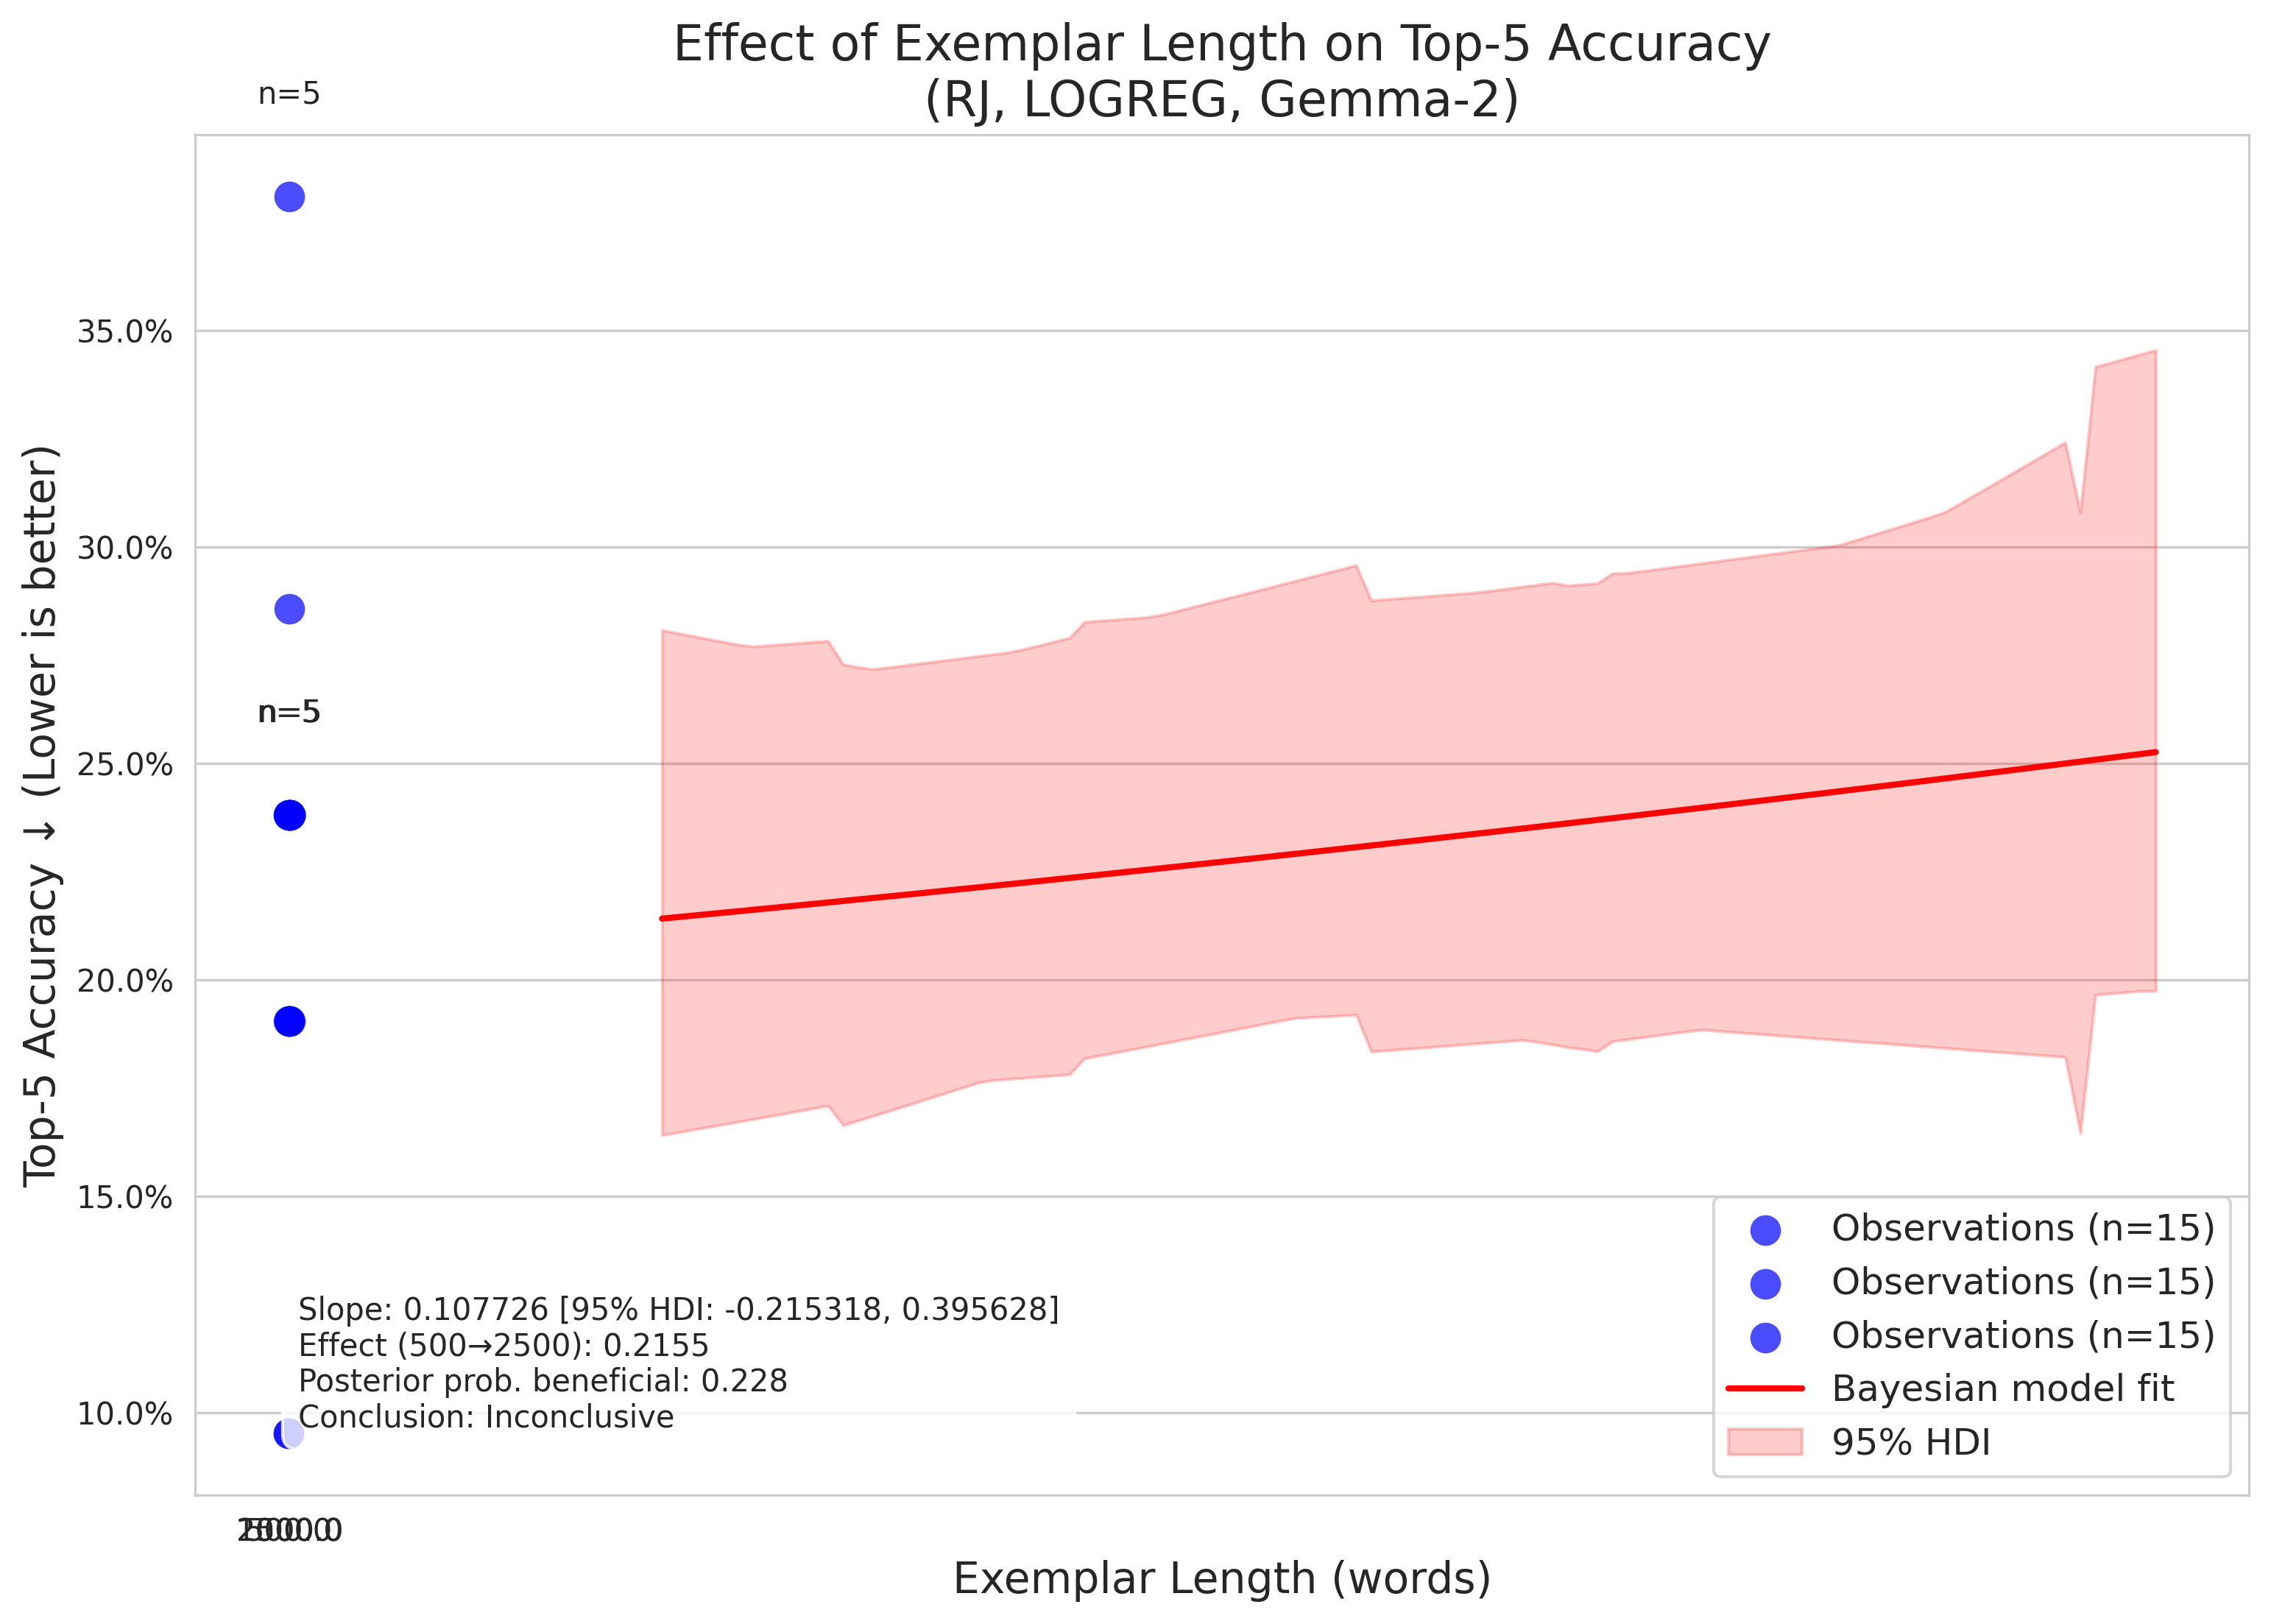 Effect of Exemplar Length on Top-5 Accuracy
(RJ, LOGREG, Gemma-2)
n=5
n=5
Top-5 Accuracy ↓ (Lower is better)
35.0%
30.0%
25.0%
20.0%
15.0%
10.0%
Slope: 0.107726 [95% HDI: -0.215318, 0.395628]
Effect (500→2500): 0.2155
Posterior prob. beneficial: 0.228
Conclusion: Inconclusive
Observations (n=15)
Observations (n=15)
Observations (n=15)
Bayesian model fit
95% HDI
Exemplar Length (words)